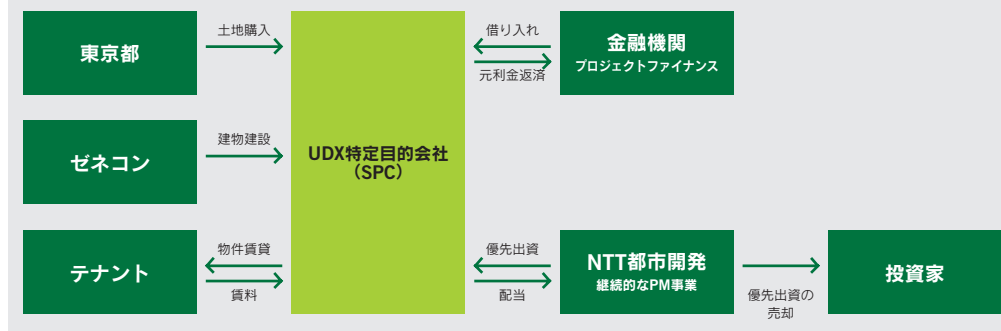 東京都
土地購入
借り入れ
元利金返済
金融機関
プロジェクトファイナンス
ゼネコン
建物建設
UDX特定目的会社
（SPC）
テナント
物件賃貸
賃料
優先出資
配当
NTT都市開発
継続的なPM事業
優先出資の
売却
投資家